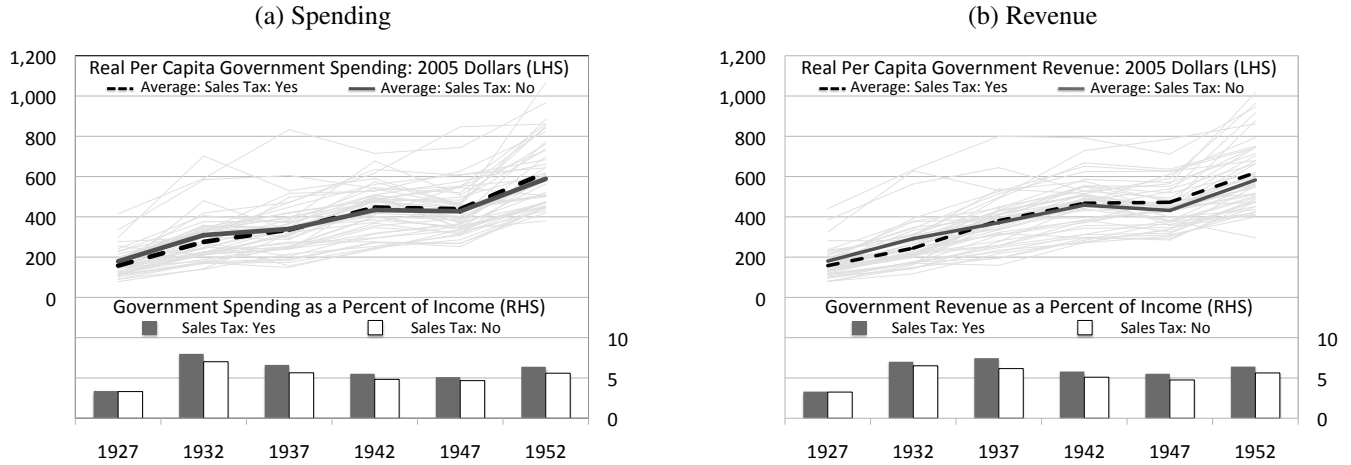 (a) Spending
1,200
Real Per Capita Government Spending: 2005 Dollars (LHS)
Average: Sales Tax: Yes Average: Sales Tax: No
1,000
800
600
400
200
0
Government Spending as a Percent of Income (RHS)
Sales Tax: Yes Sales Tax: No
10
5
0
1927 1932 1937 1942 1947 1952
(b) Revenue
1,200
Real Per Capita Government Revenue: 2005 Dollars (LHS)
Average: Sales Tax: Yes Average: Sales Tax: No
1,000
800
600
400
200
0
Government Revenue as a Percent of Income (RHS)
Sales Tax: Yes Sales Tax: No
10
5
0
1927 1932 1937 1942 1947 1952